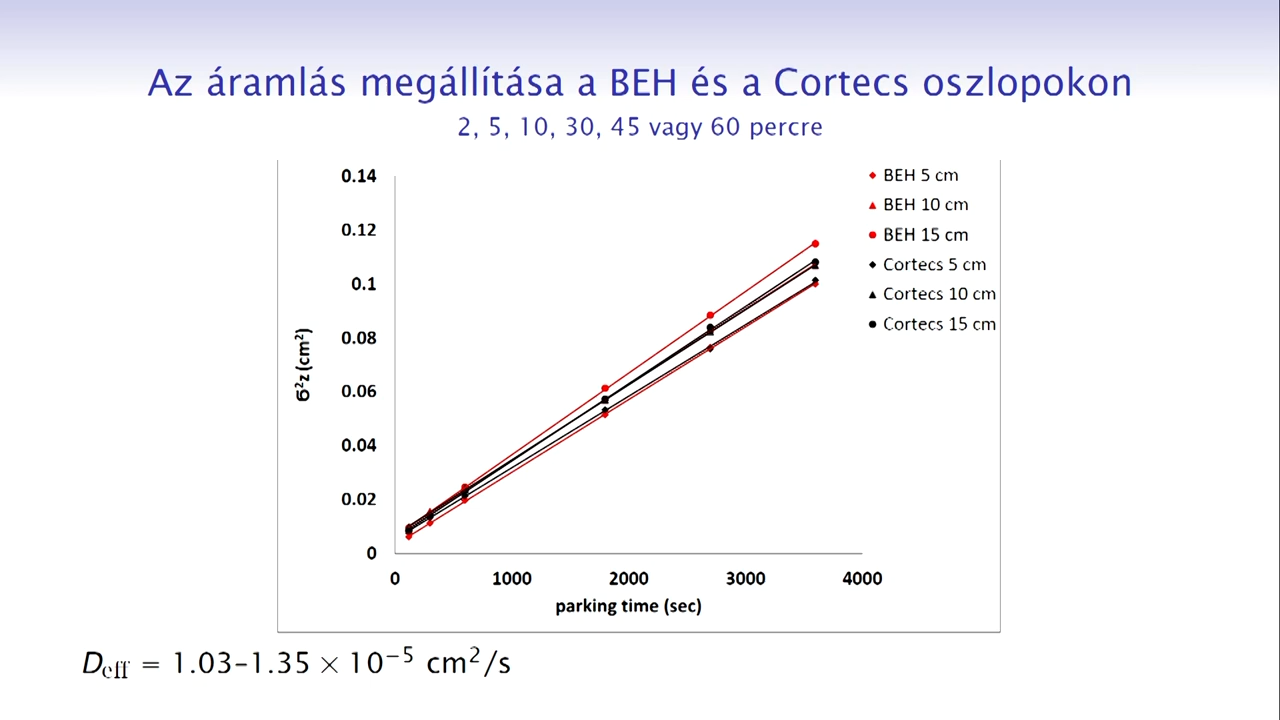 Az áramlás megállítása a BEH és a Cortecs oszlopokon
2, 5, 10, 30, 45 vagy 60 percre
0.14
0.12
0.1
0.08
0.06
0.04
0.02
0
б²z (cm²)
0 1000 2000 3000 4000
parking time (sec)
BEH 5 cm
BEH 10 cm
BEH 15 cm
Cortecs 5 cm
Cortecs 10 cm
Cortecs 15 cm
D_eff = 1.03–1.35 × 10⁻⁵ cm²/s